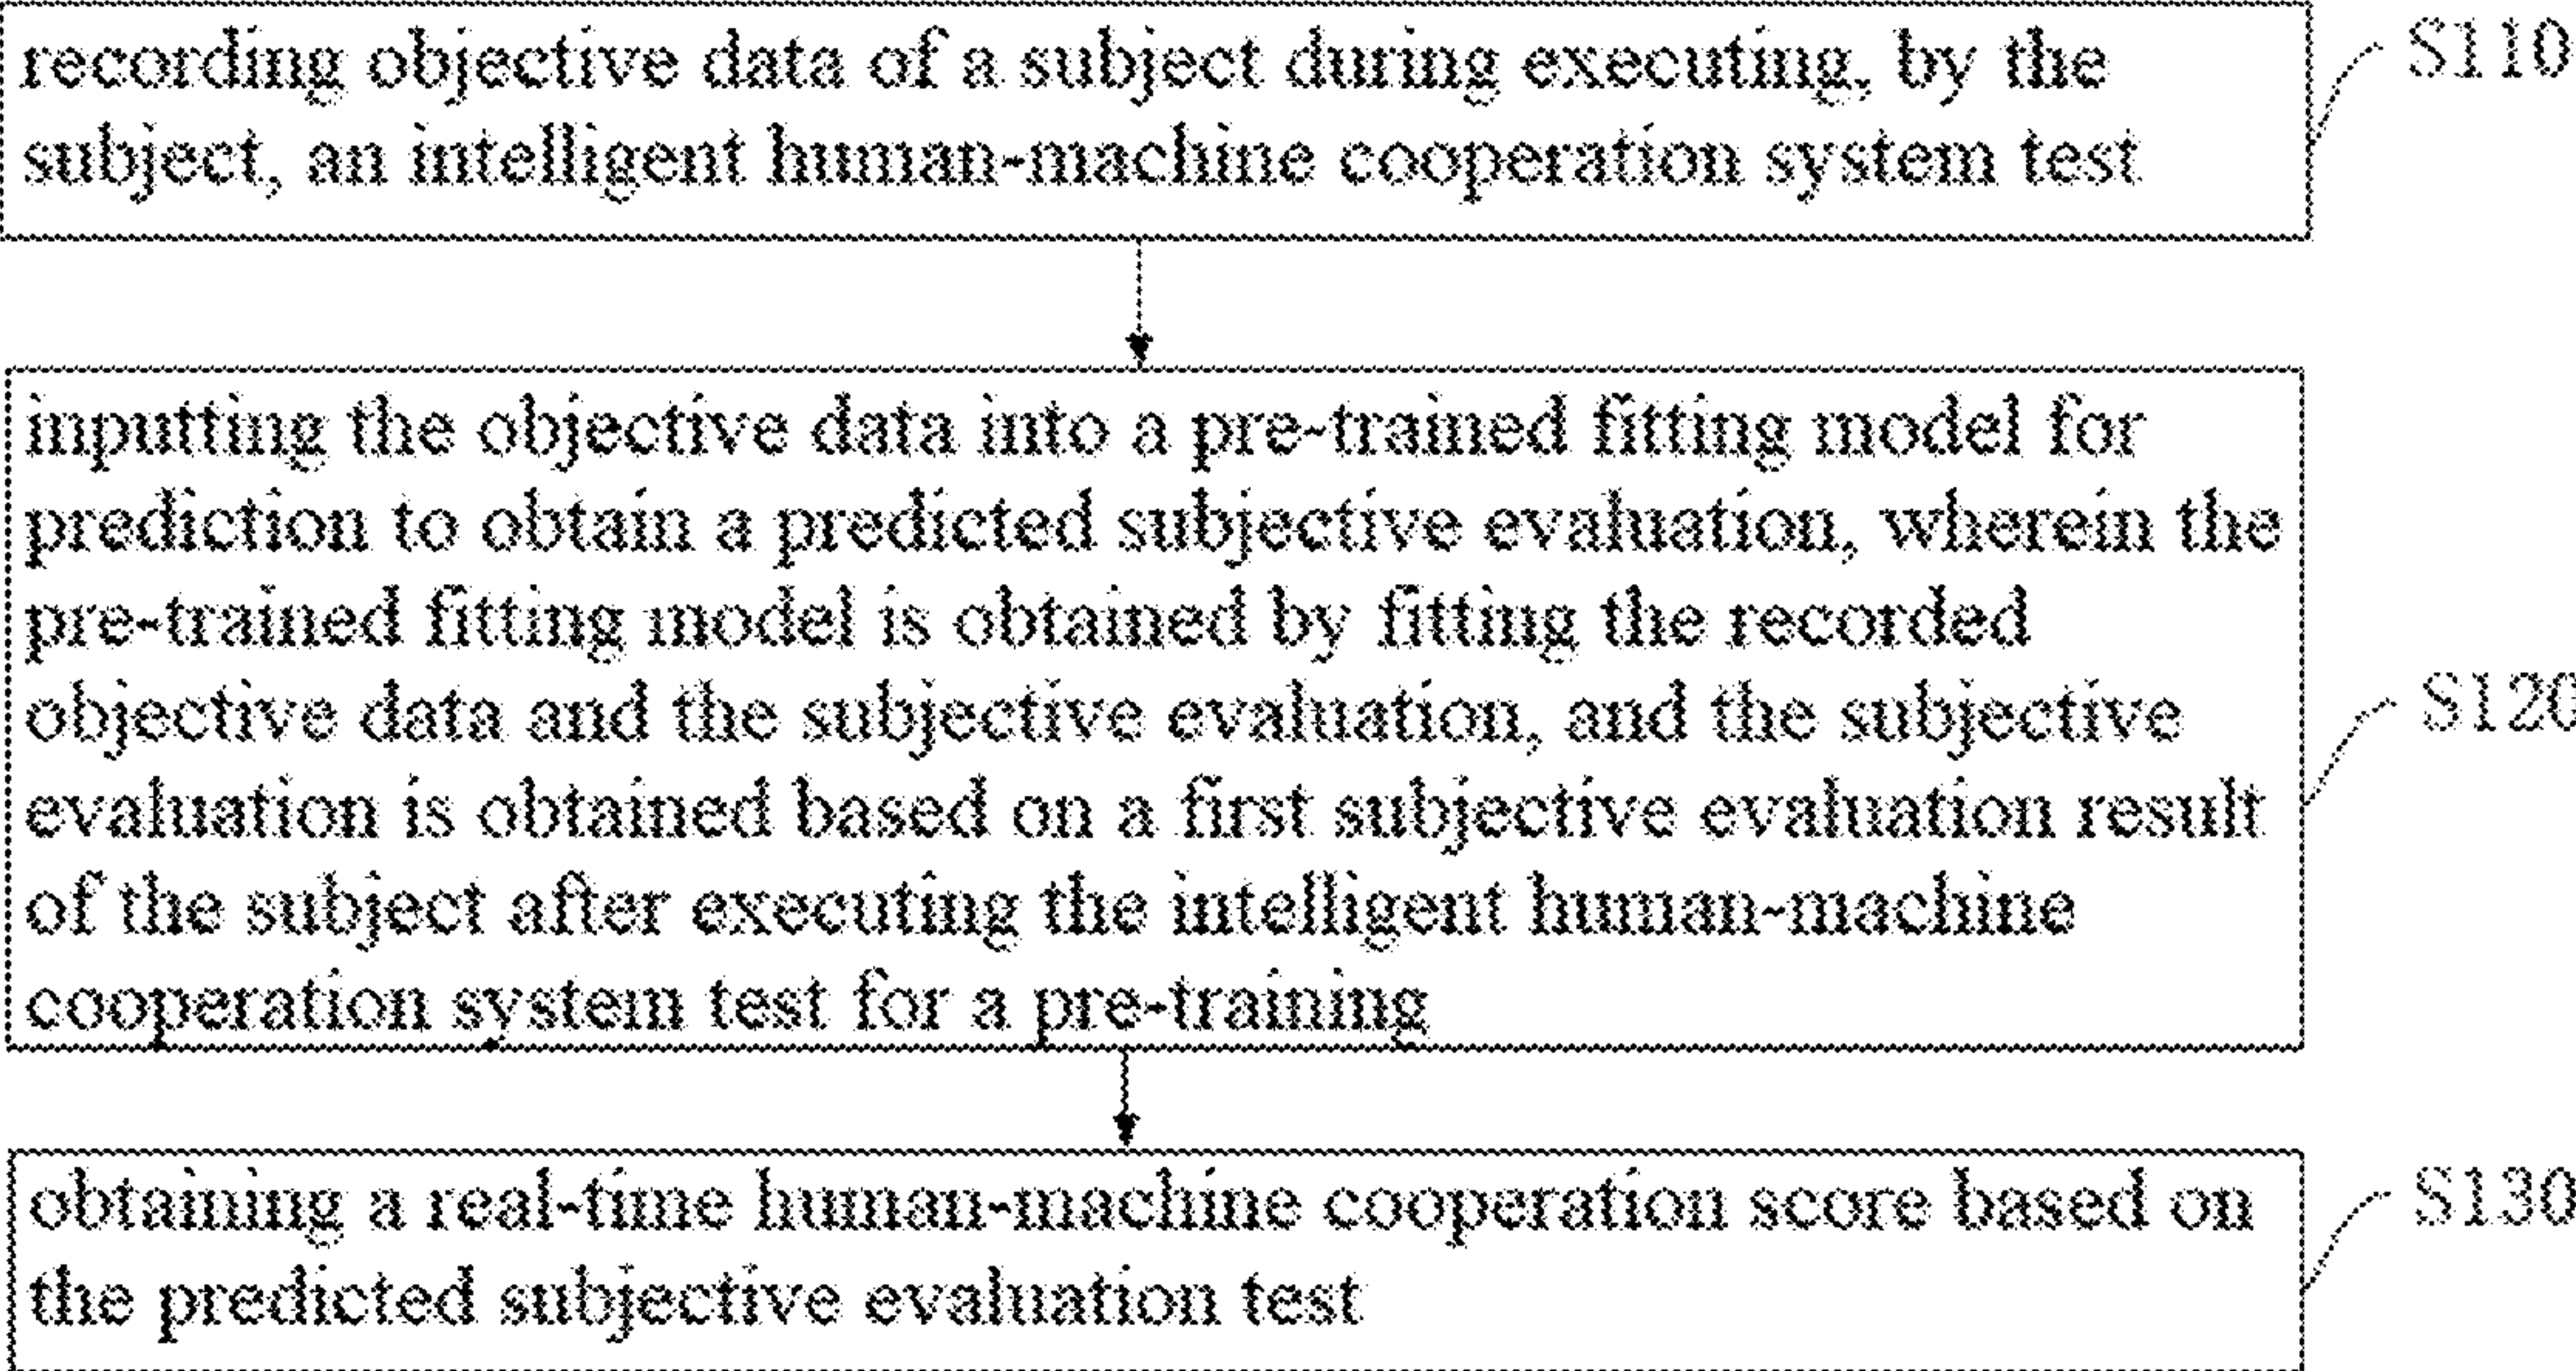 recording objective data of a subject during executing, by the
S110
subject, an intelligent human-machine cooperation system test
inputting the objective data into a pre-trained fitting model for
prediction to obtain a predicted subjective evaluation, wherein the
pre-trained fitting model is obtained by fitting the recorded
objective data and the subjective evaluation, and the subjective
S120
evaluation is obtained based on a first subjective evaluation result
of the subject after executing the intelligent human-machine
cooperation system test for a pre-training
obtaining a real-time human-machine cooperation score based on
S130
the predicted subjective evaluation test